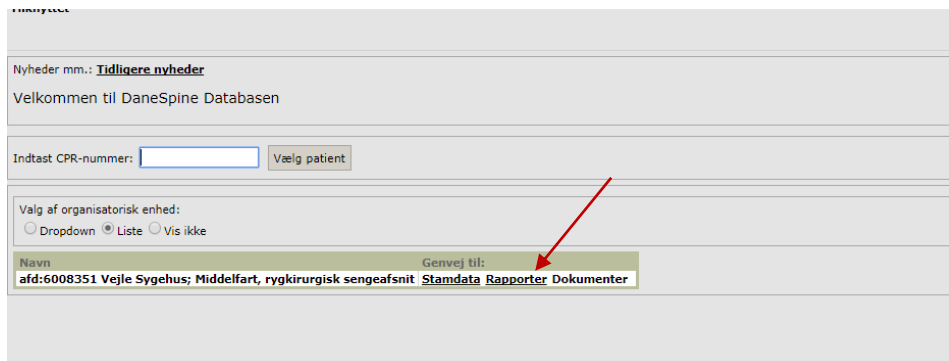 Tilknyttet
Nyheder mm.: Tidligere nyheder
Velkommen til DaneSpine Databasen
Indtast CPR-nummer: Vælg patient
Valg af organisatorisk enhed:
Dropdown Liste Vis ikke
Navn Genvej til:
afd:6008351 Vejle Sygehus; Middelfart, rygkirurgisk sengeafsnit Stamdata Rapporter Dokumenter